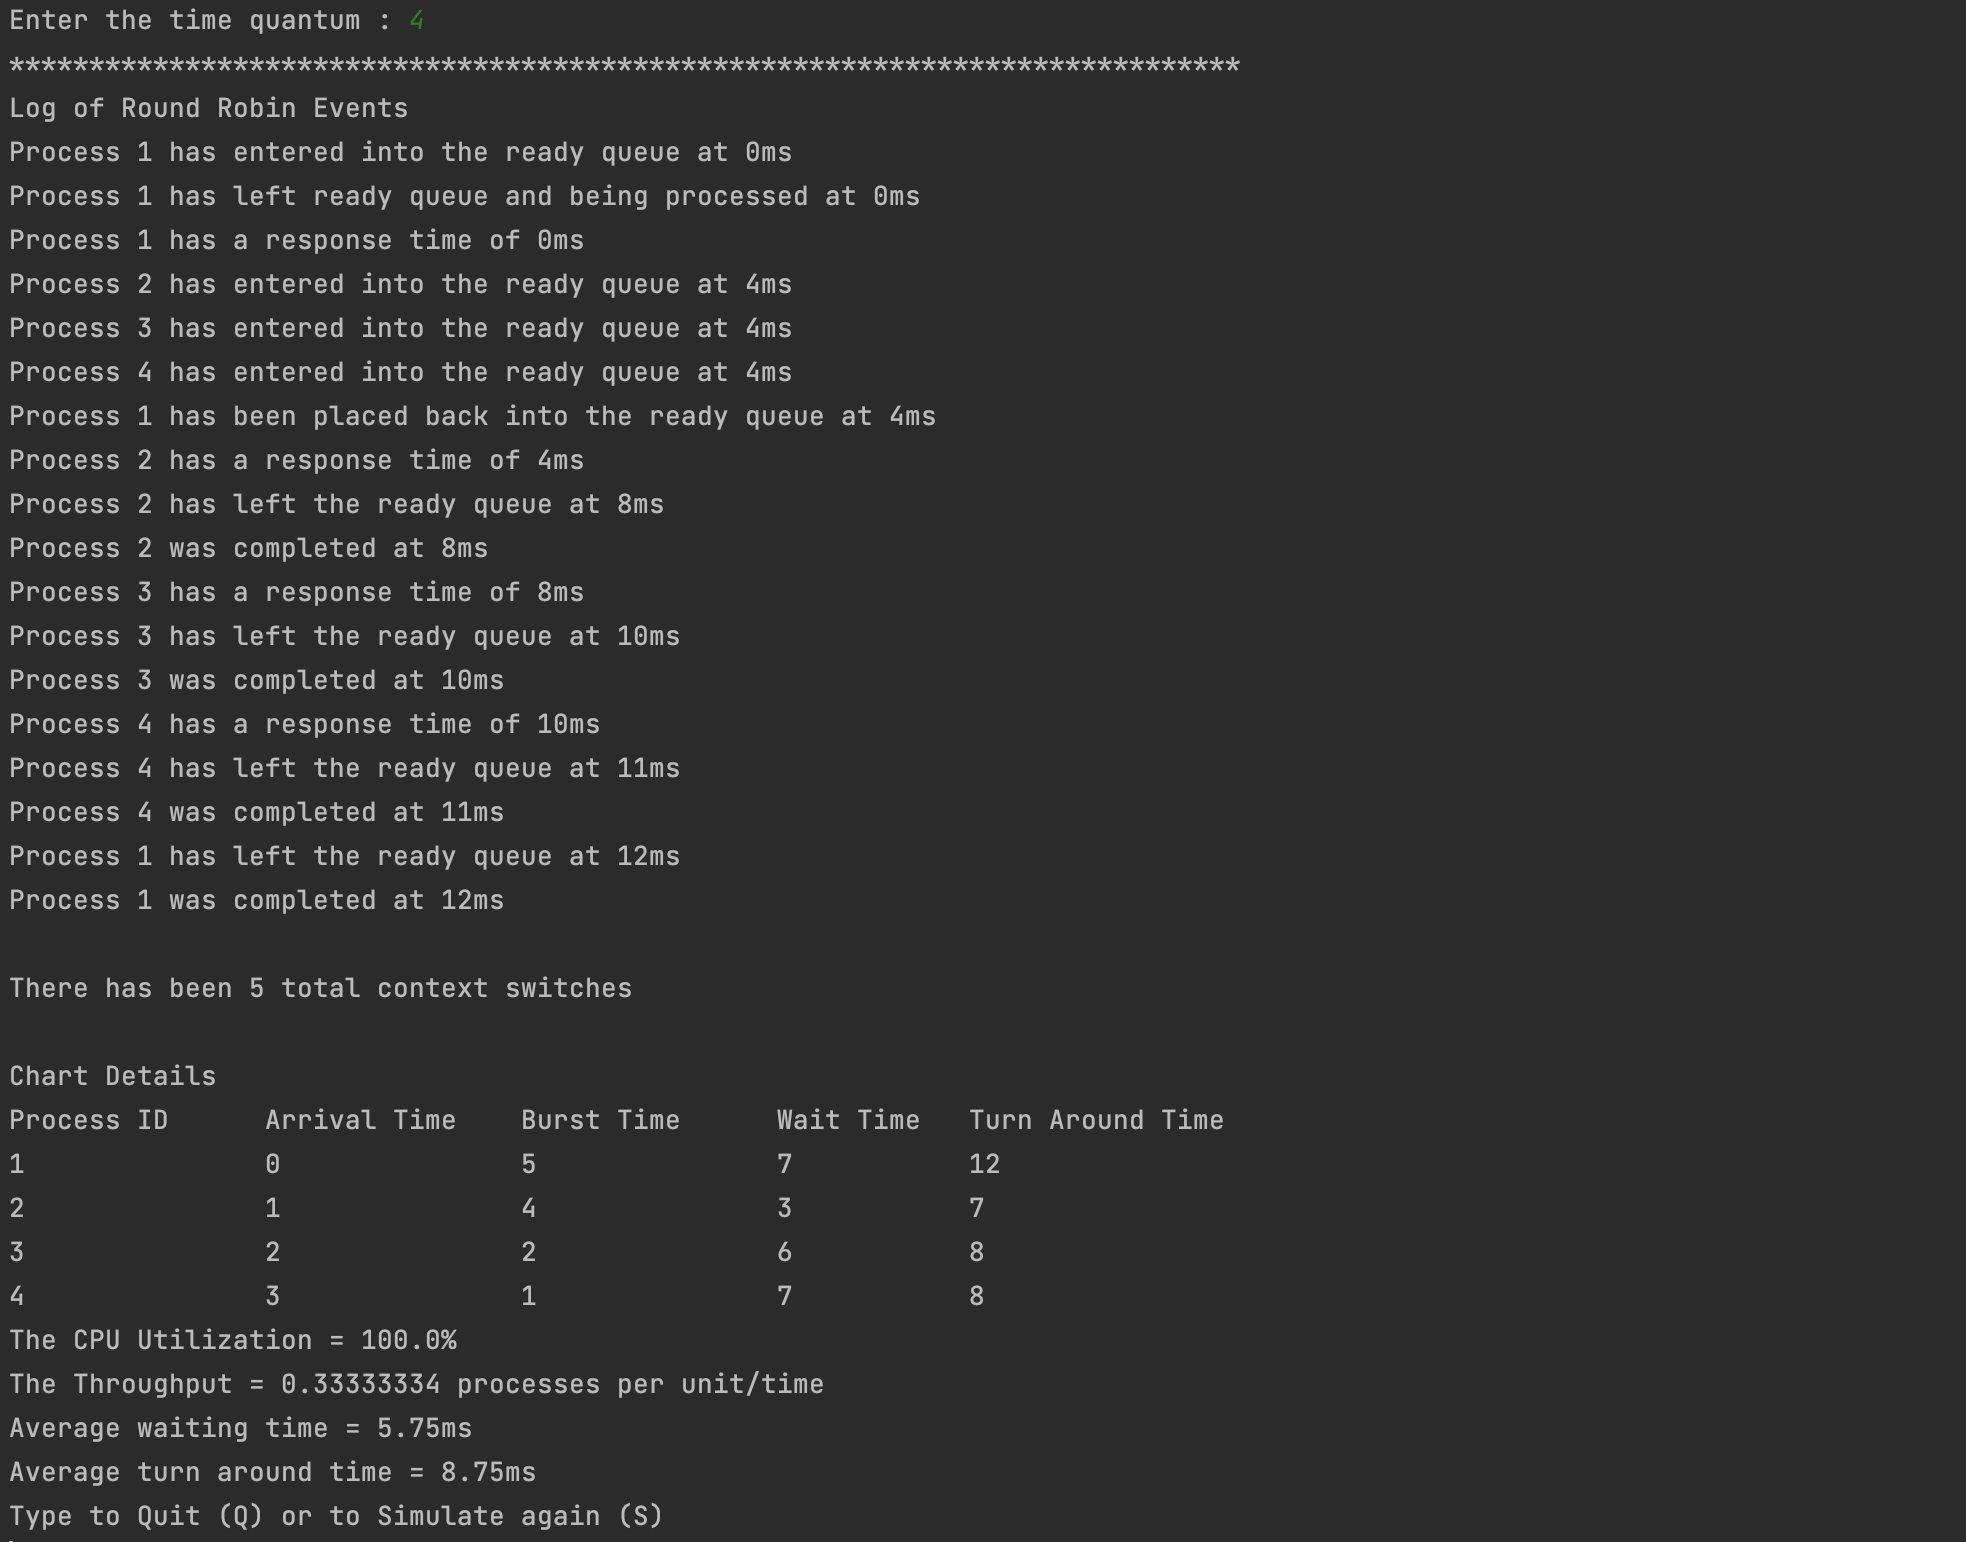 Enter the time quantum : 4
*****************************************************************************
Log of Round Robin Events
Process 1 has entered into the ready queue at 0ms
Process 1 has left ready queue and being processed at 0ms
Process 1 has a response time of 0ms
Process 2 has entered into the ready queue at 4ms
Process 3 has entered into the ready queue at 4ms
Process 4 has entered into the ready queue at 4ms
Process 1 has been placed back into the ready queue at 4ms
Process 2 has a response time of 4ms
Process 2 has left the ready queue at 8ms
Process 2 was completed at 8ms
Process 3 has a response time of 8ms
Process 3 has left the ready queue at 10ms
Process 3 was completed at 10ms
Process 4 has a response time of 10ms
Process 4 has left the ready queue at 11ms
Process 4 was completed at 11ms
Process 1 has left the ready queue at 12ms
Process 1 was completed at 12ms
There has been 5 total context switches
Chart Details
Process ID      Arrival Time    Burst Time      Wait Time   Turn Around Time
1               0               5               7           12
2               1               4               3           7
3               2               2               6           8
4               3               1               7           8
The CPU Utilization = 100.0%
The Throughput = 0.33333334 processes per unit/time
Average waiting time = 5.75ms
Average turn around time = 8.75ms
Type to Quit (Q) or to Simulate again (S)